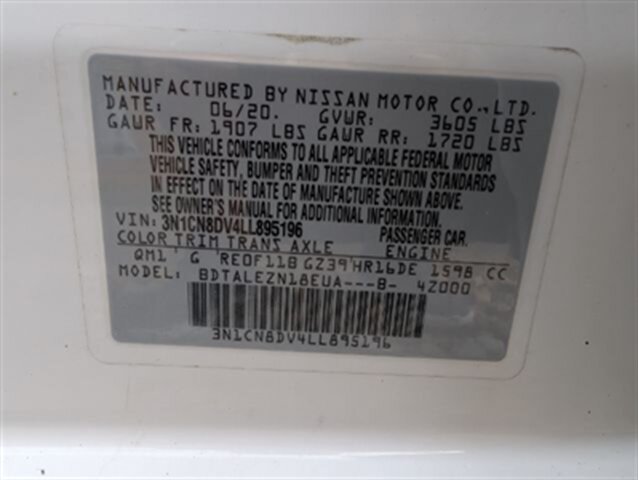 MANUFACTURED BY NISSAN MOTOR CO.,LTD.
DATE: 06/20. GVWR: 3605 LBS
GAWR FR: 1907 LBS GAWR RR: 1720 LBS
THIS VEHICLE CONFORMS TO ALL APPLICABLE FEDERAL MOTOR
VEHICLE SAFETY, BUMPER AND THEFT PREVENTION STANDARDS
IN EFFECT ON THE DATE OF MANUFACTURE SHOWN ABOVE.
SEE OWNER'S MANUAL FOR ADDITIONAL INFORMATION.
VIN: 3N1CN8DV4LL895196 PASSENGER CAR.
COLOR TRIM TRANS AXLE ENGINE
QM1' G 'RE0F11B GZ39'HR16DE 1598 CC
BDTALEZN18EUA---B- 4Z000
3N1CN8DV4LL895196